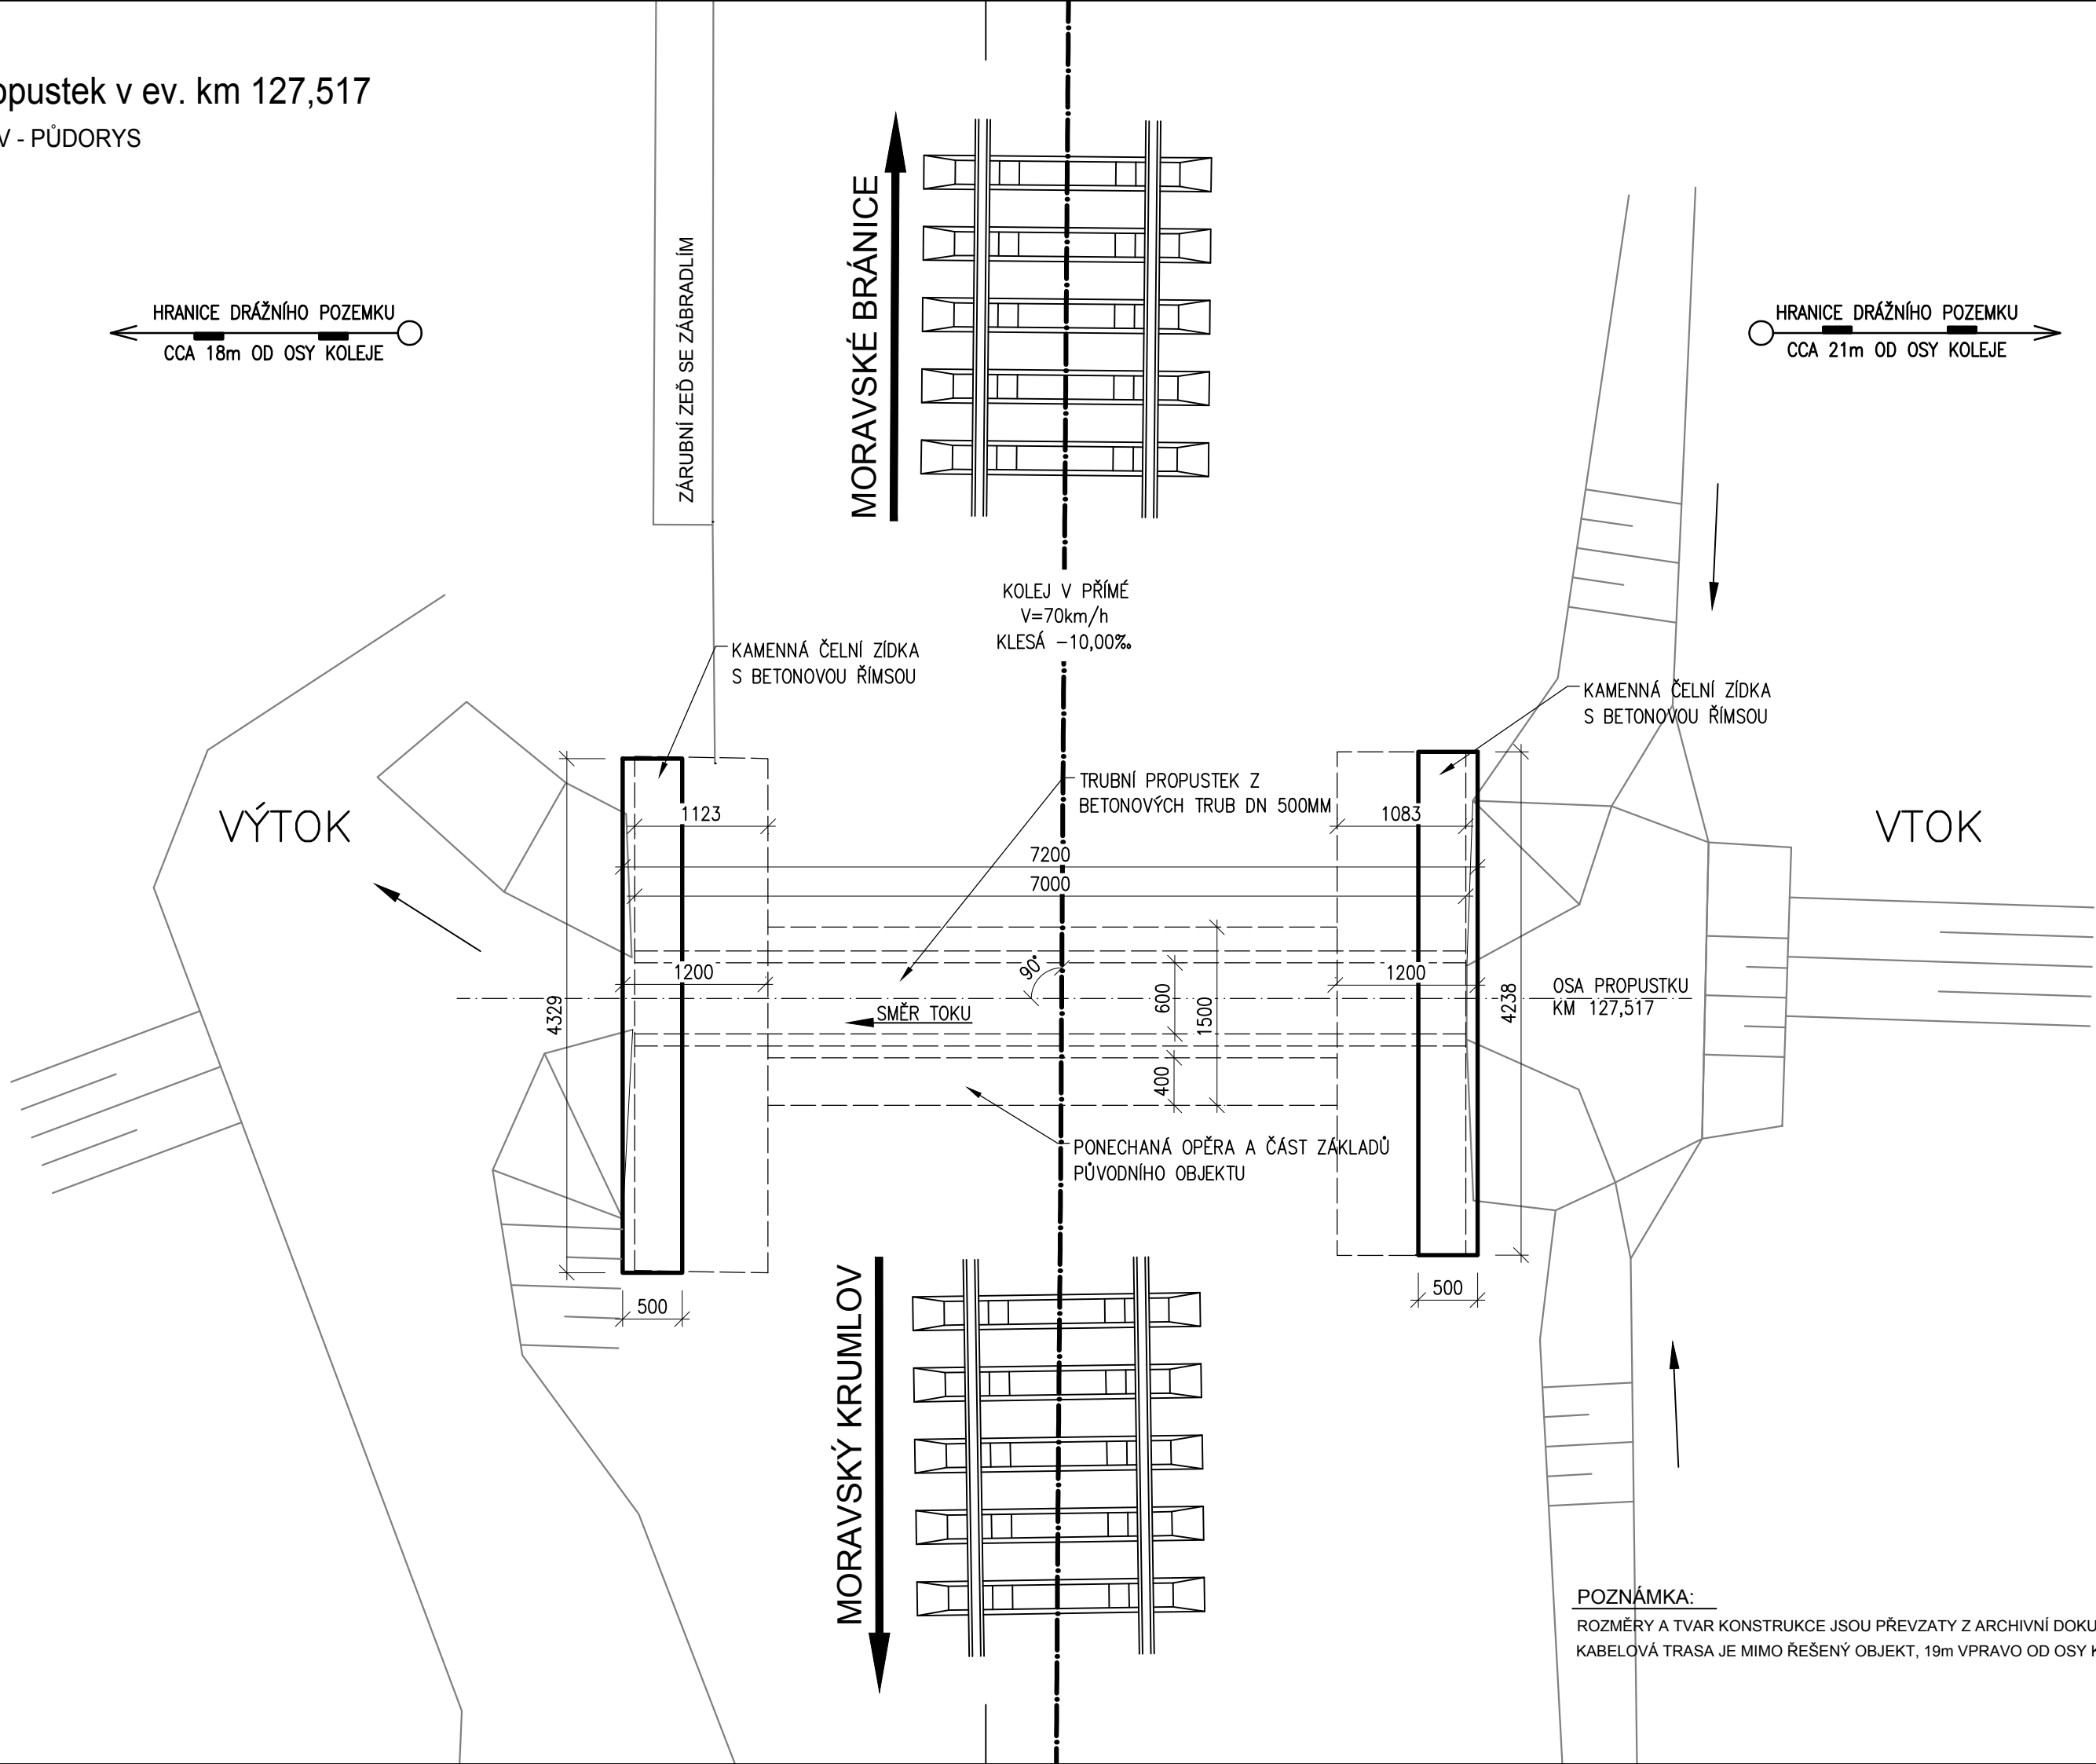 opustek v ev. km 127,517
V - PŮDORYS
HRANICE DRÁŽNÍHO POZEMKU
CCA 18m OD OSY KOLEJE
ZÁRUBNÍ ZEĎ SE ZÁBRADLÍM
MORAVSKÉ BRÁNICE
HRANICE DRÁŽNÍHO POZEMKU
CCA 21m OD OSY KOLEJE
KOLEJ V PŘÍMÉ
V=70km/h
KLESÁ -10,00‰
KAMENNÁ ČELNÍ ZÍDKA
S BETONOVOU ŘÍMSOU
KAMENNÁ ČELNÍ ZÍDKA
S BETONOVOU ŘÍMSOU
TRUBNÍ PROPUSTEK Z
BETONOVÝCH TRUB DN 500MM
VÝTOK
VTOK
1123
1083
7200
7000
1200
1200
90°
4329
600
1500
400
4238
SMĚR TOKU
OSA PROPUSTKU
KM 127,517
PONECHANÁ OPĚRA A ČÁST ZÁKLADŮ
PŮVODNÍHO OBJEKTU
500
500
MORAVSKÝ KRUMLOV
POZNÁMKA:
ROZMĚRY A TVAR KONSTRUKCE JSOU PŘEVZATY Z ARCHIVNÍ DOKU
KABELOVÁ TRASA JE MIMO ŘEŠENÝ OBJEKT, 19m VPRAVO OD OSY K